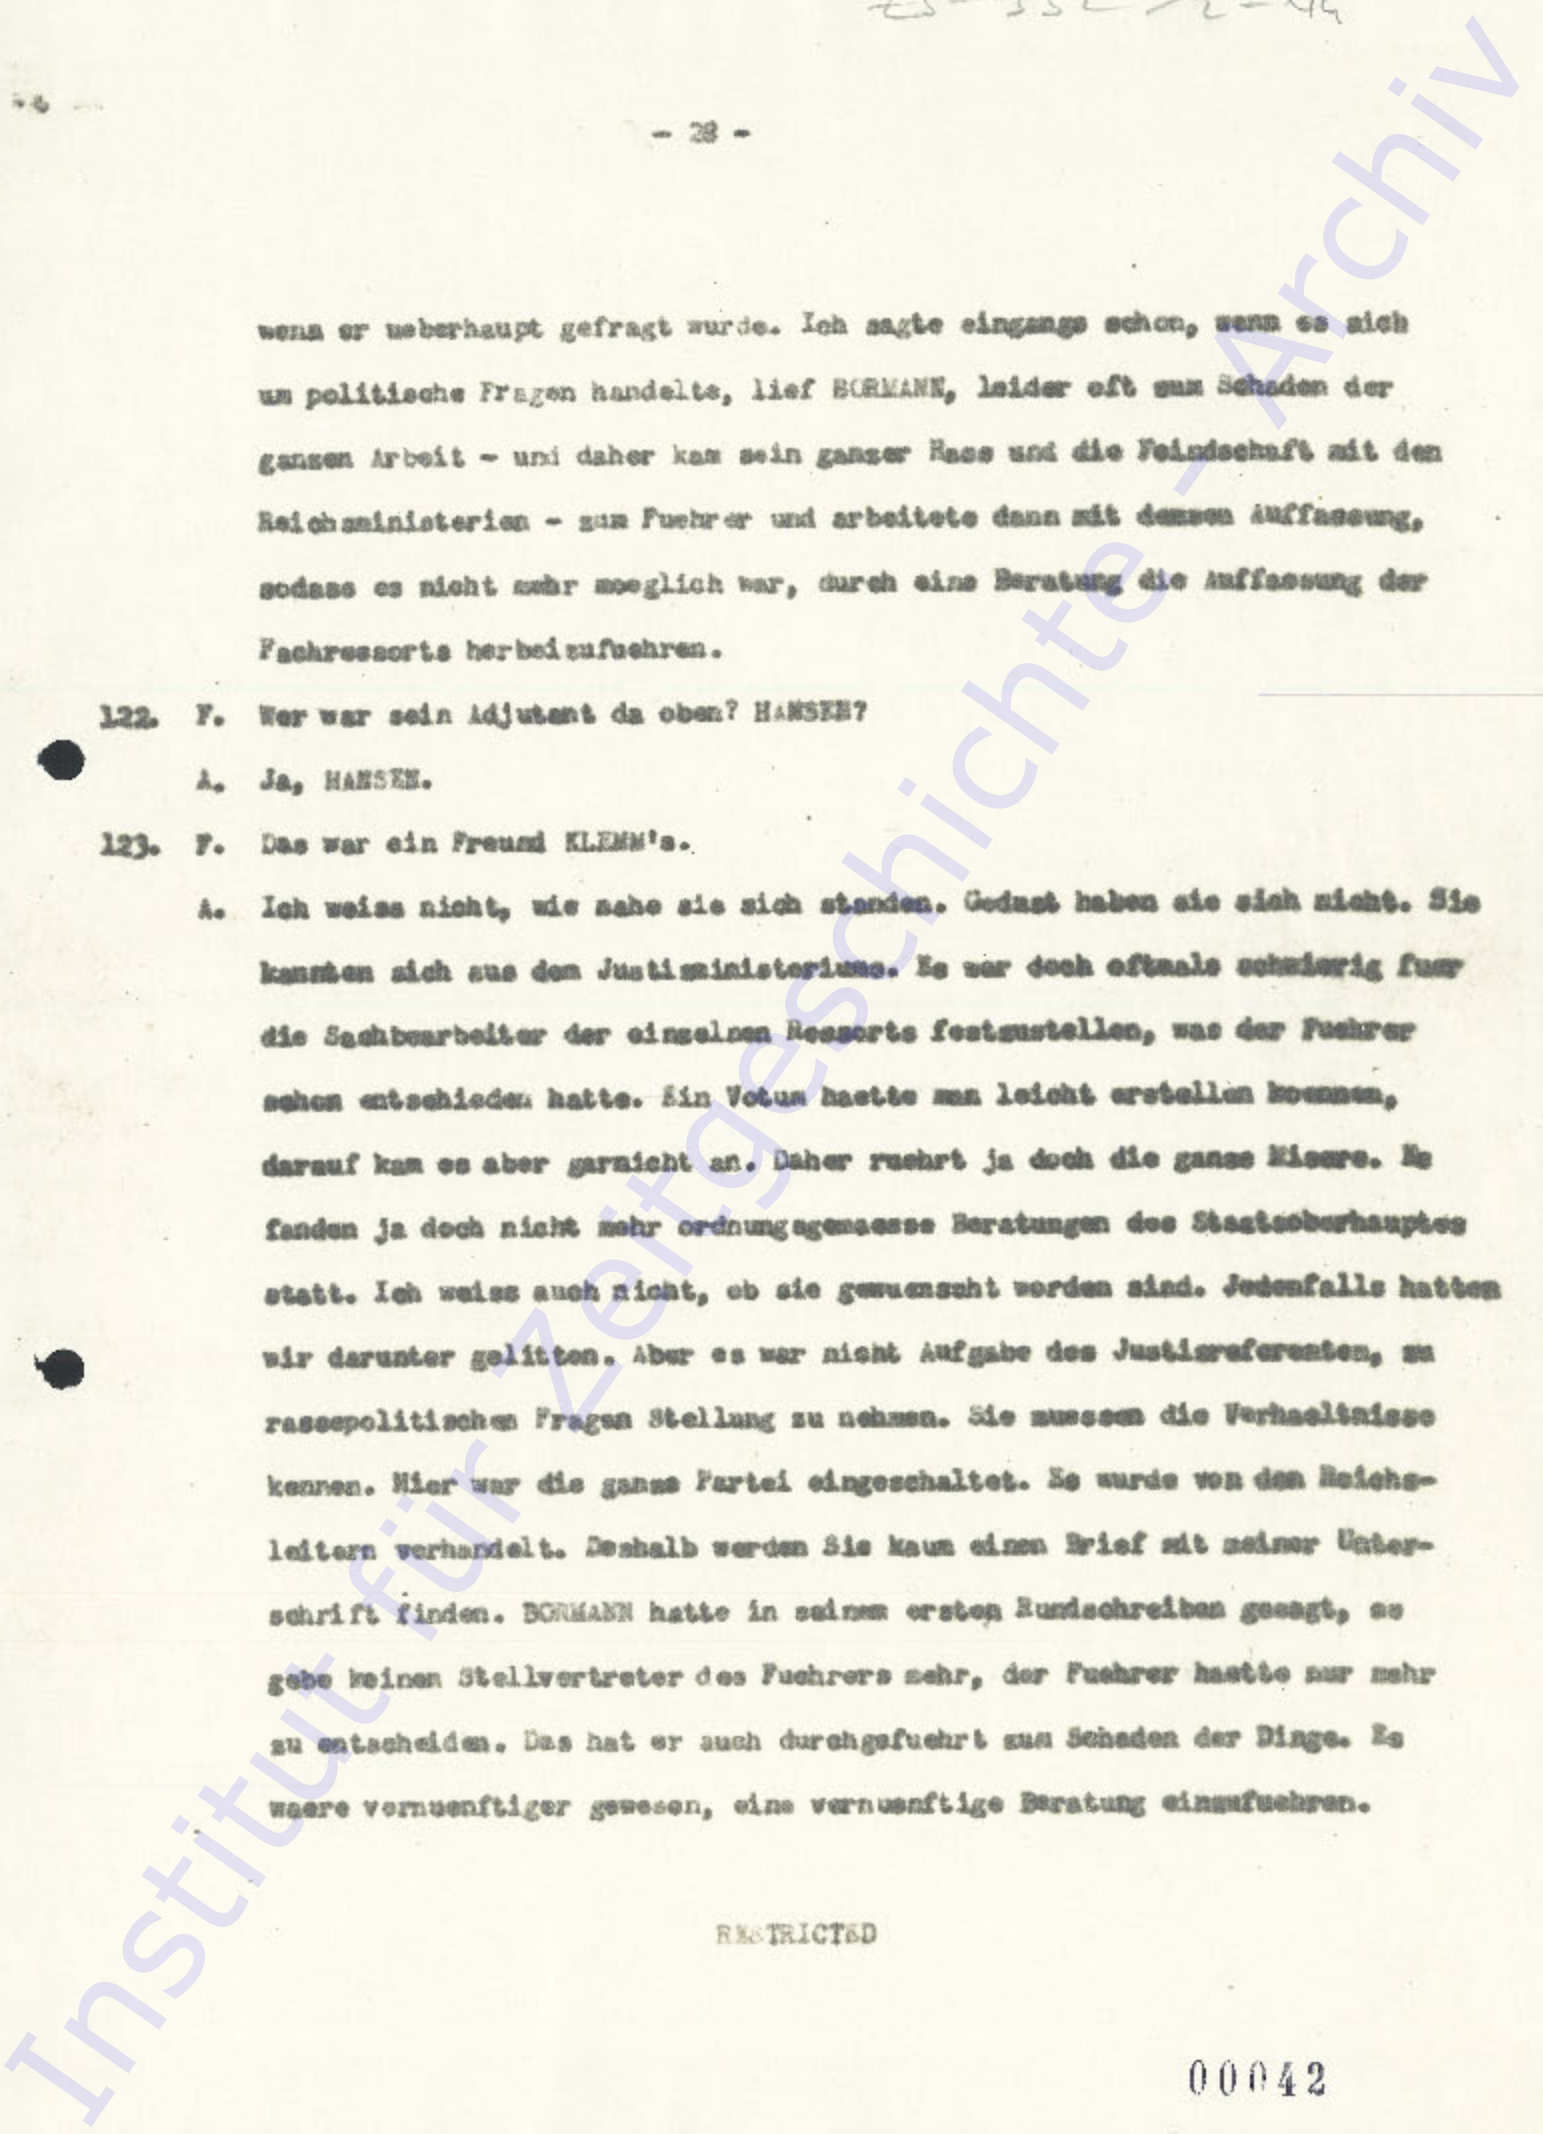 - 28 -
wenn er ueberhaupt gefragt wurde. Ich sagte eingangs schon, wenn es sich
um politische Fragen handelte, lief BORMANN, leider oft zum Schaden der
ganzen Arbeit - und daher kam sein ganzer Hass und die Feindschaft mit den
Reichsministerien - zum Fuehrer und arbeitete dann mit dessen Auffassung,
sodass es nicht mehr moeglich war, durch eine Beratung die Auffassung der
Fachressorts herbeizufuehren.
122. F. Wer war sein Adjutant da oben? HANSEN?
A. Ja, HANSEN.
123. F. Das war ein Freund KLEMM's.
A. Ich weiss nicht, wie nahe sie sich standen. Geduzt haben sie sich nicht. Sie
kannten sich aus dem Justizministeriums. Es war doch oftmals schwierig fuer
die Sachbearbeiter der einzelnen Ressorts festzustellen, was der Fuehrer
schon entschieden hatte. Ein Votum haette man leicht erstellen koennen,
darauf kam es aber garnicht an. Daher ruehrt ja doch die ganze Misere. Es
fanden ja doch nicht mehr ordnungsgemaesse Beratungen des Staatsoberhauptes
statt. Ich weiss auch nicht, ob sie gewuenscht worden sind. Jedenfalls hatten
wir darunter gelitten. Aber es war nicht Aufgabe des Justizreferenten, zu
rassepolitischen Fragen Stellung zu nehmen. Sie muessen die Verhaeltnisse
kennen. Hier war die ganze Partei eingeschaltet. Es wurde von den Reichs-
leitern verhandelt. Deshalb werden Sie kaum einen Brief mit meiner Unter-
schrift finden. BORMANN hatte in seinem ersten Rundschreiben gesagt, es
gebe keinen Stellvertreter des Fuehrers mehr, der Fuehrer haette nur mehr
zu entscheiden. Das hat er auch durchgefuehrt zum Schaden der Dinge. Es
waere vernuenftiger gewesen, eine vernuenftige Beratung einzufuehren.
RESTRICTED
00042
Institut für Zeitgeschichte - Archiv